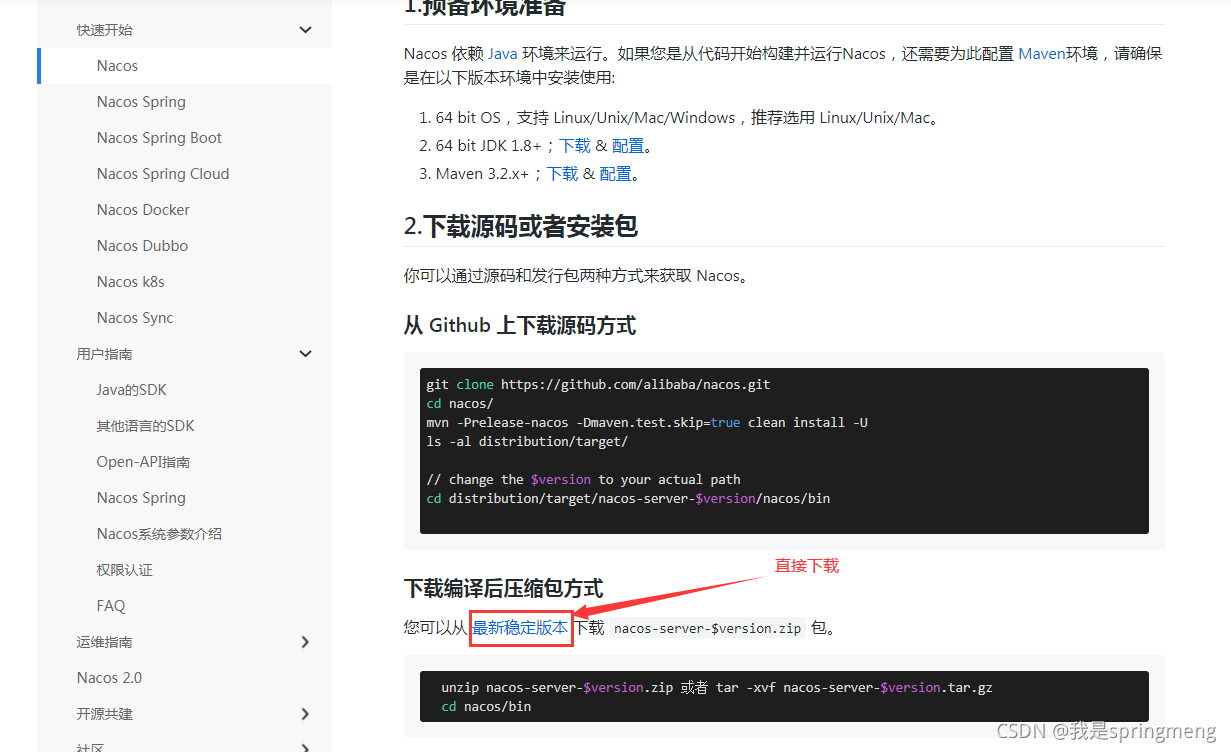 快速开始
Nacos
Nacos Spring
Nacos Spring Boot
Nacos Spring Cloud
Nacos Docker
Nacos Dubbo
Nacos k8s
Nacos Sync
用户指南
Java的SDK
其他语言的SDK
Open-API指南
Nacos Spring
Nacos系统参数介绍
权限认证
FAQ
运维指南
Nacos 2.0
开源共建
社区
1.预备环境准备
Nacos 依赖 Java 环境来运行。如果您是从代码开始构建并运行Nacos，还需要为此配置 Maven环境，请确保
是在以下版本环境中安装使用:
1. 64 bit OS，支持 Linux/Unix/Mac/Windows，推荐选用 Linux/Unix/Mac。
2. 64 bit JDK 1.8+；下载 & 配置。
3. Maven 3.2.x+；下载 & 配置。
2.下载源码或者安装包
你可以通过源码和发行包两种方式来获取 Nacos。
从 Github 上下载源码方式
git clone https://github.com/alibaba/nacos.git
cd nacos/
mvn -Prelease-nacos -Dmaven.test.skip=true clean install -U
ls -al distribution/target/
// change the $version to your actual path
cd distribution/target/nacos-server-$version/nacos/bin
直接下载
下载编译后压缩包方式
您可以从 最新稳定版本 下载 nacos-server-$version.zip 包。
unzip nacos-server-$version.zip 或者 tar -xvf nacos-server-$version.tar.gz
cd nacos/bin
CSDN @我是springmeng